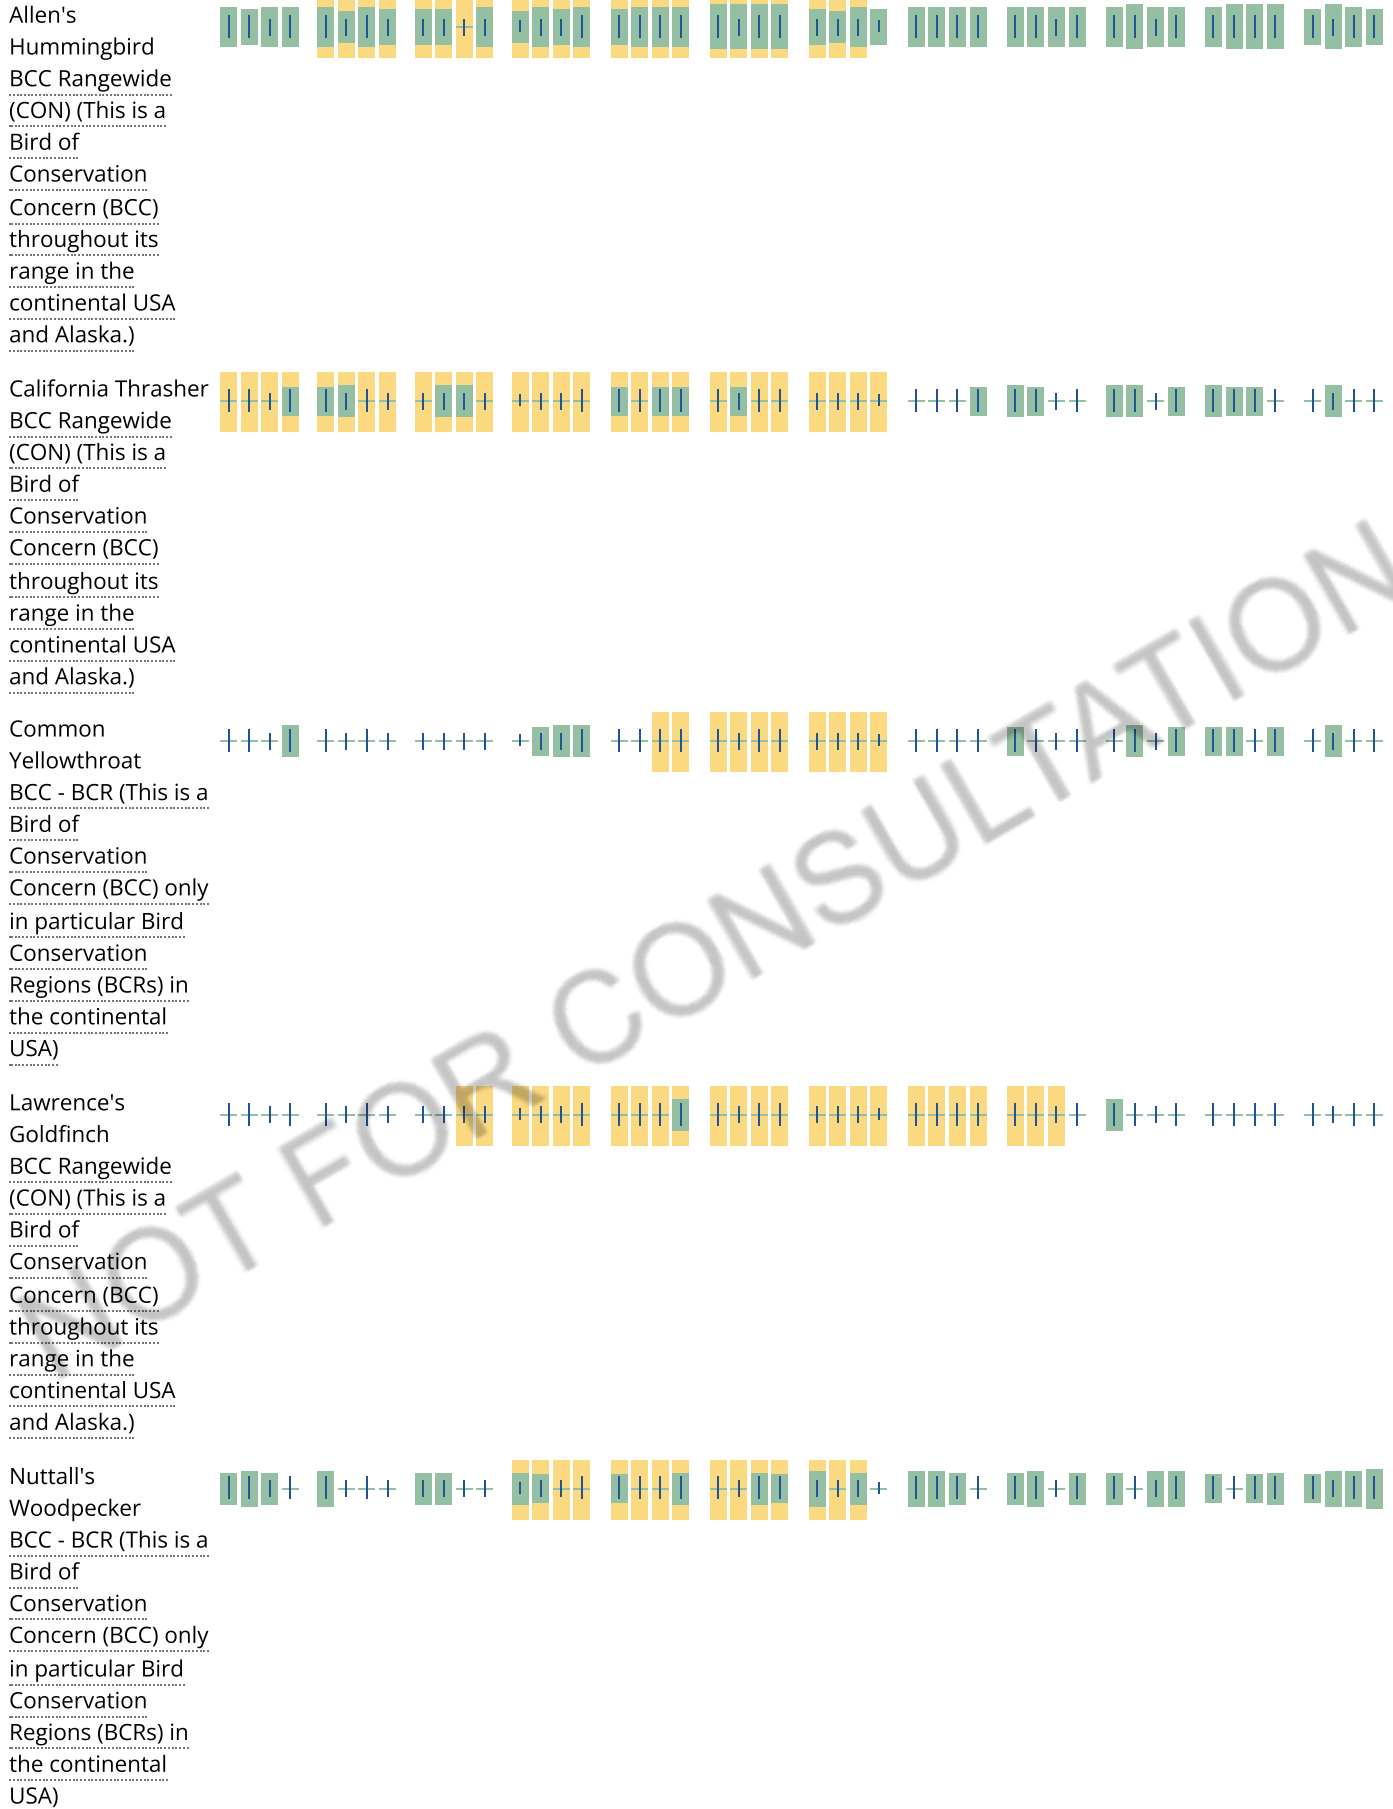 Allen's
Hummingbird
BCC Rangewide
(CON) (This is a
Bird of
Conservation
Concern (BCC)
throughout its
range in the
continental USA
and Alaska.)
California Thrasher
BCC Rangewide
(CON) (This is a
Bird of
Conservation
Concern (BCC)
throughout its
range in the
continental USA
and Alaska.)
Common
Yellowthroat
BCC - BCR (This is a
Bird of
Conservation
Concern (BCC) only
in particular Bird
Conservation
Regions (BCRs) in
the continental
USA)
Lawrence's
Goldfinch
BCC Rangewide
(CON) (This is a
Bird of
Conservation
Concern (BCC)
throughout its
range in the
continental USA
and Alaska.)
Nuttall's
Woodpecker
BCC - BCR (This is a
Bird of
Conservation
Concern (BCC) only
in particular Bird
Conservation
Regions (BCRs) in
the continental
USA)
NOT FOR CONSULTATION